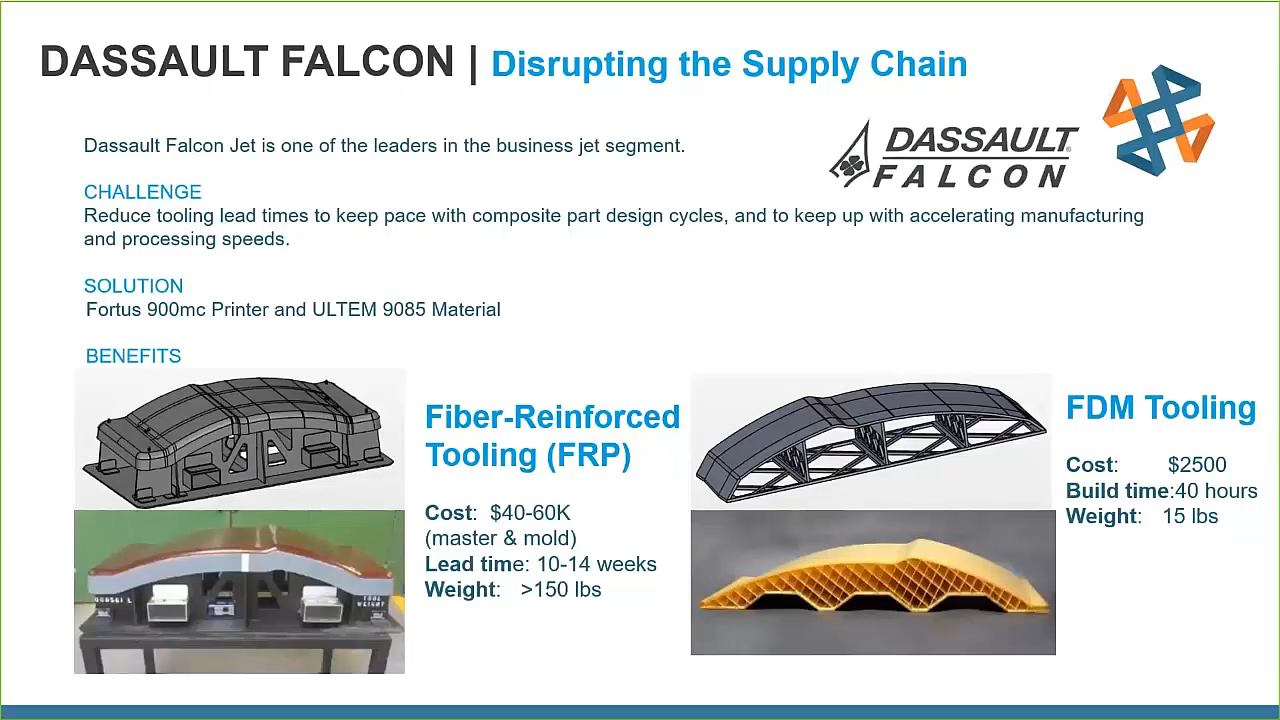 DASSAULT FALCON | Disrupting the Supply Chain
DASSAULT
FALCON
Dassault Falcon Jet is one of the leaders in the business jet segment.
CHALLENGE
Reduce tooling lead times to keep pace with composite part design cycles, and to keep up with accelerating manufacturing
and processing speeds.
SOLUTION
Fortus 900mc Printer and ULTEM 9085 Material
BENEFITS
Fiber-Reinforced
Tooling (FRP)
Cost: $40-60K
(master & mold)
Lead time: 10-14 weeks
Weight: >150 lbs
TOOL
WEIGHT
FDM Tooling
Cost: $2500
Build time:40 hours
Weight: 15 lbs